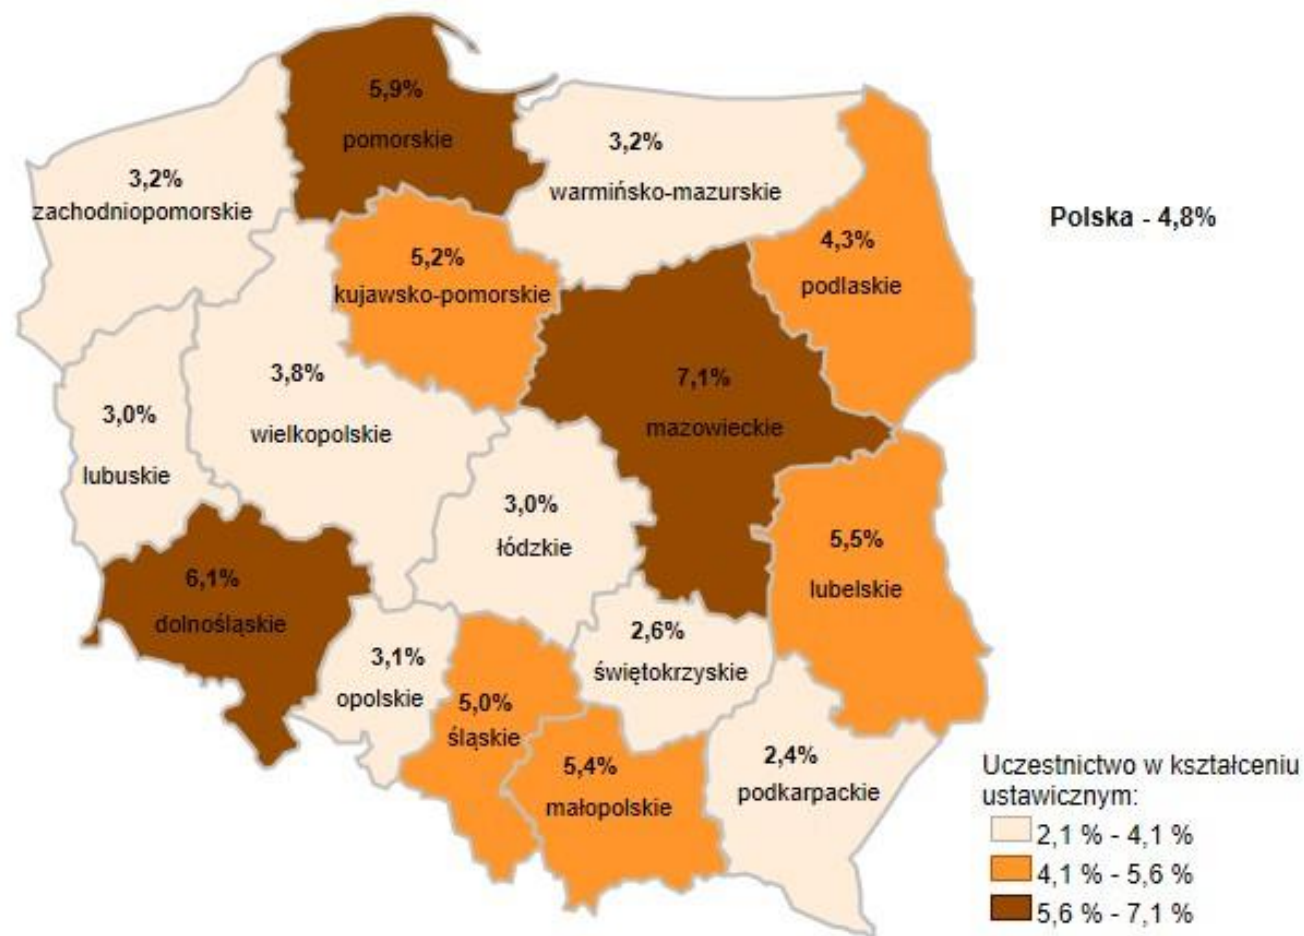 5,9%
pomorskie
3,2%
warmińsko-mazurskie
3,2%
zachodniopomorskie
Polska - 4,8%
4,3%
podlaskie
5,2%
kujawsko-pomorskie
3,8%
wielkopolskie
7,1%
mazowieckie
3,0%
lubuskie
3,0%
łódzkie
5,5%
lubelskie
6,1%
dolnośląskie
3,1%
opolskie
2,6%
świętokrzyskie
5,0%
śląskie
5,4%
małopolskie
2,4%
podkarpackie
Uczestnictwo w kształceniu
ustawicznym:
2,1 % - 4,1 %
4,1 % - 5,6 %
5,6 % - 7,1 %